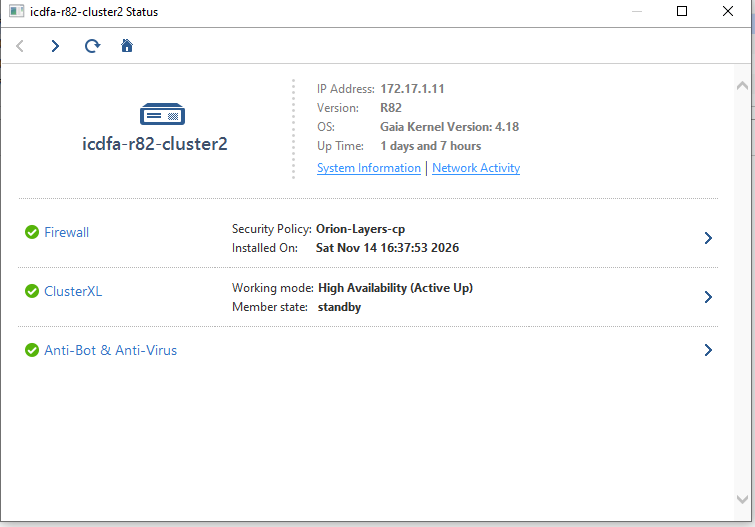 icdfa-r82-cluster2 Status
icdfa-r82-cluster2
IP Address: 172.17.1.11
Version: R82
OS: Gaia Kernel Version: 4.18
Up Time: 1 days and 7 hours
System Information | Network Activity
Firewall
Security Policy: Orion-Layers-cp
Installed On: Sat Nov 14 16:37:53 2026
ClusterXL
Working mode: High Availability (Active Up)
Member state: standby
Anti-Bot & Anti-Virus